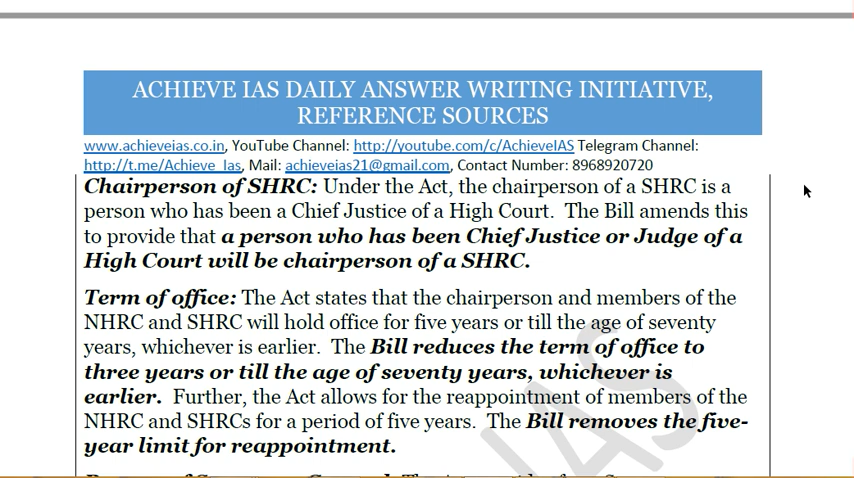 ACHIEVE IAS DAILY ANSWER WRITING INITIATIVE,
REFERENCE SOURCES
www.achieveias.co.in, YouTube Channel: http://youtube.com/c/AchieveIAS Telegram Channel:
http://t.me/Achieve_Ias, Mail: achieveias21@gmail.com, Contact Number: 8968920720
Chairperson of SHRC: Under the Act, the chairperson of a SHRC is a
person who has been a Chief Justice of a High Court. The Bill amends this
to provide that a person who has been Chief Justice or Judge of a
High Court will be chairperson of a SHRC.
Term of office: The Act states that the chairperson and members of the
NHRC and SHRC will hold office for five years or till the age of seventy
years, whichever is earlier. The Bill reduces the term of office to
three years or till the age of seventy years, whichever is
earlier. Further, the Act allows for the reappointment of members of the
NHRC and SHRCs for a period of five years. The Bill removes the five-
year limit for reappointment.
IAS